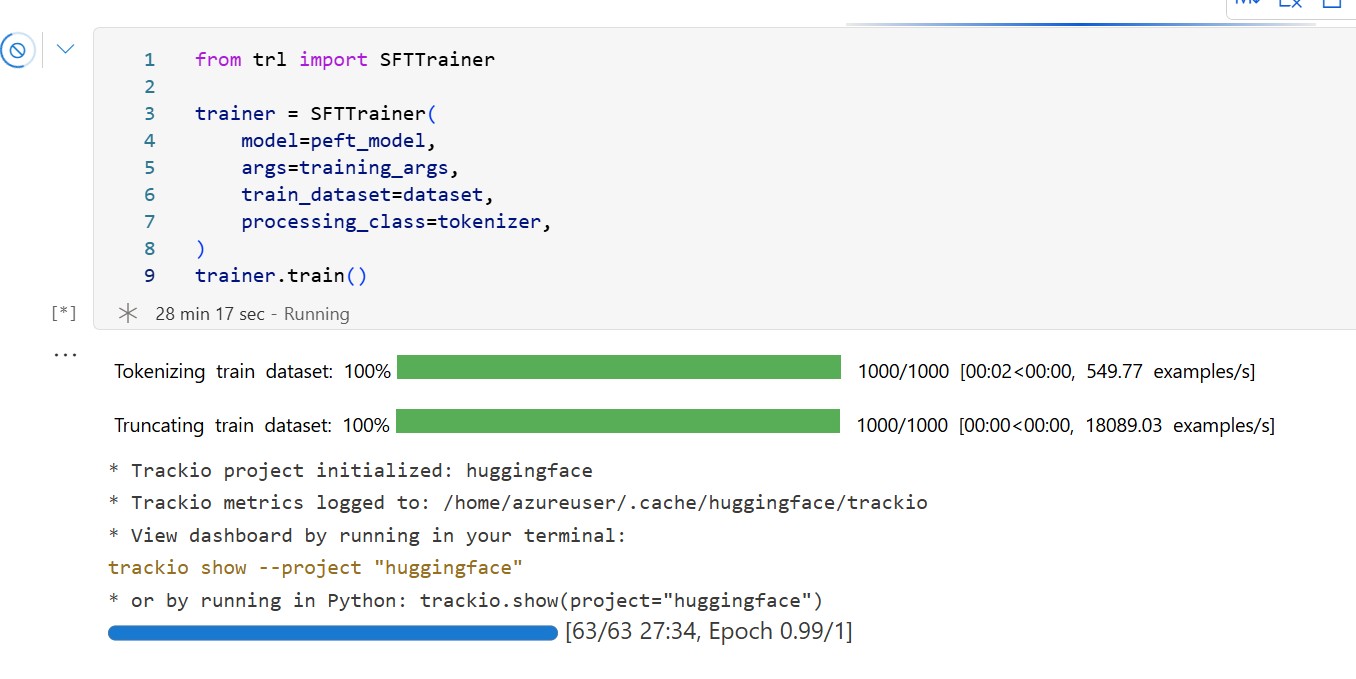 1 from trl import SFTTrainer
2
3 trainer = SFTTrainer(
4     model=peft_model,
5     args=training_args,
6     train_dataset=dataset,
7     processing_class=tokenizer,
8 )
9 trainer.train()
[*] 28 min 17 sec - Running
...
Tokenizing train dataset: 100% 1000/1000 [00:02<00:00, 549.77 examples/s]
Truncating train dataset: 100% 1000/1000 [00:00<00:00, 18089.03 examples/s]
* Trackio project initialized: huggingface
* Trackio metrics logged to: /home/azureuser/.cache/huggingface/trackio
* View dashboard by running in your terminal:
trackio show --project "huggingface"
* or by running in Python: trackio.show(project="huggingface")
[63/63 27:34, Epoch 0.99/1]